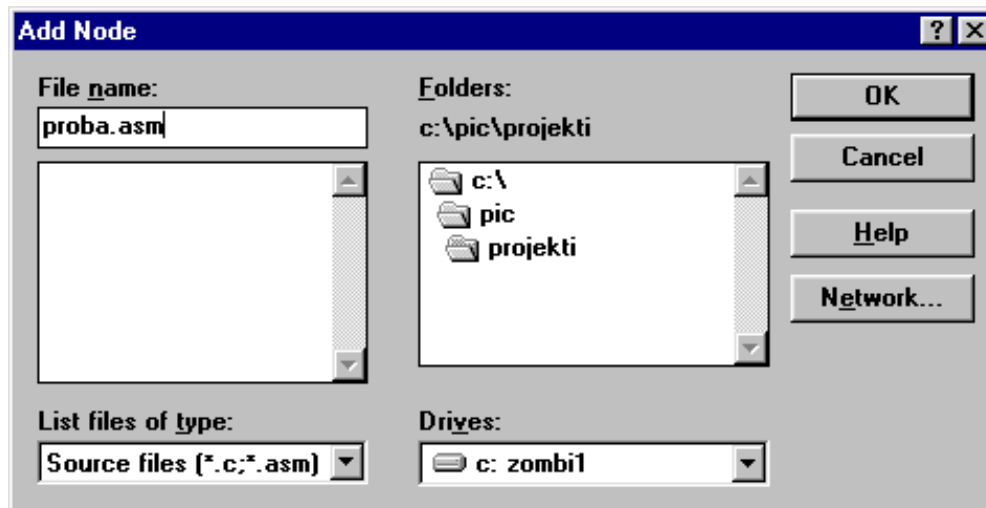 Add Node
File name:
proba.asm
List files of type:
Source files (*.c;*.asm)
Folders:
c:\pic\projekti
c:\
pic
projekti
Drives:
c: zombi1
OK
Cancel
Help
Network...